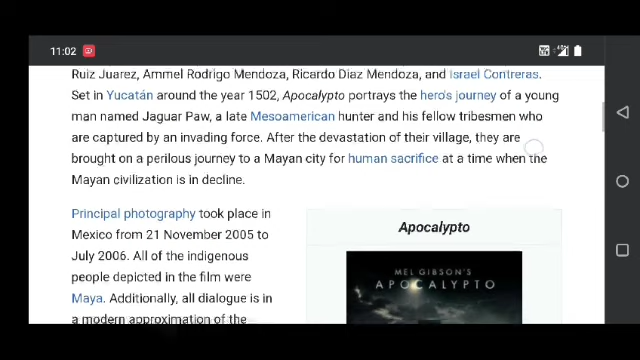 11:02
Ruiz Juarez, Ammel Rodrigo Mendoza, Ricardo Diaz Mendoza, and Israel Contreras.
Set in Yucatán around the year 1502, Apocalypto portrays the hero's journey of a young
man named Jaguar Paw, a late Mesoamerican hunter and his fellow tribesmen who
are captured by an invading force. After the devastation of their village, they are
brought on a perilous journey to a Mayan city for human sacrifice at a time when the
Mayan civilization is in decline.
Principal photography took place in
Mexico from 21 November 2005 to
July 2006. All of the indigenous
people depicted in the film were
Maya. Additionally, all dialogue is in
a modern approximation of the
Apocalypto
MEL GIBSON'S
APOCALYPTO